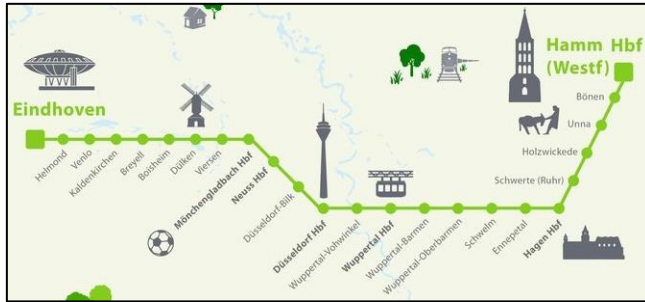 Eindhoven
Helmond
Venlo
Kaldenkirchen
Breyell
Boisheim
Dülken
Viersen
Mönchengladbach Hbf
Neuss Hbf
Düsseldorf-Bilk
Düsseldorf Hbf
Wuppertal-Vohwinkel
Wuppertal Hbf
Wuppertal-Barmen
Wuppertal-Oberbarmen
Schwelm
Ennepetal
Hagen Hbf
Schwerte (Ruhr)
Holzwickede
Unna
Bönen
Hamm Hbf
(Westf)